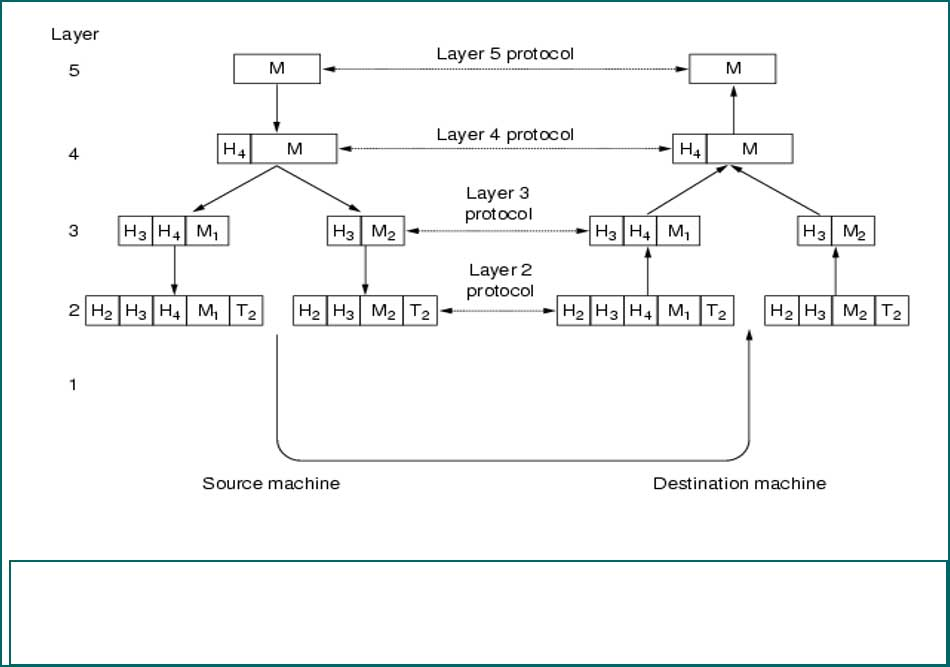 Layer
5 M Layer 5 protocol M
4 H₄ M Layer 4 protocol H₄ M
Layer 3
protocol
3 H₃ H₄ M₁ H₃ M₂ H₃ H₄ M₁ H₃ M₂
Layer 2
protocol
2 H₂ H₃ H₄ M₁ T₂ H₂ H₃ M₂ T₂ H₂ H₃ H₄ M₁ T₂ H₂ H₃ M₂ T₂
1
Source machine Destination machine